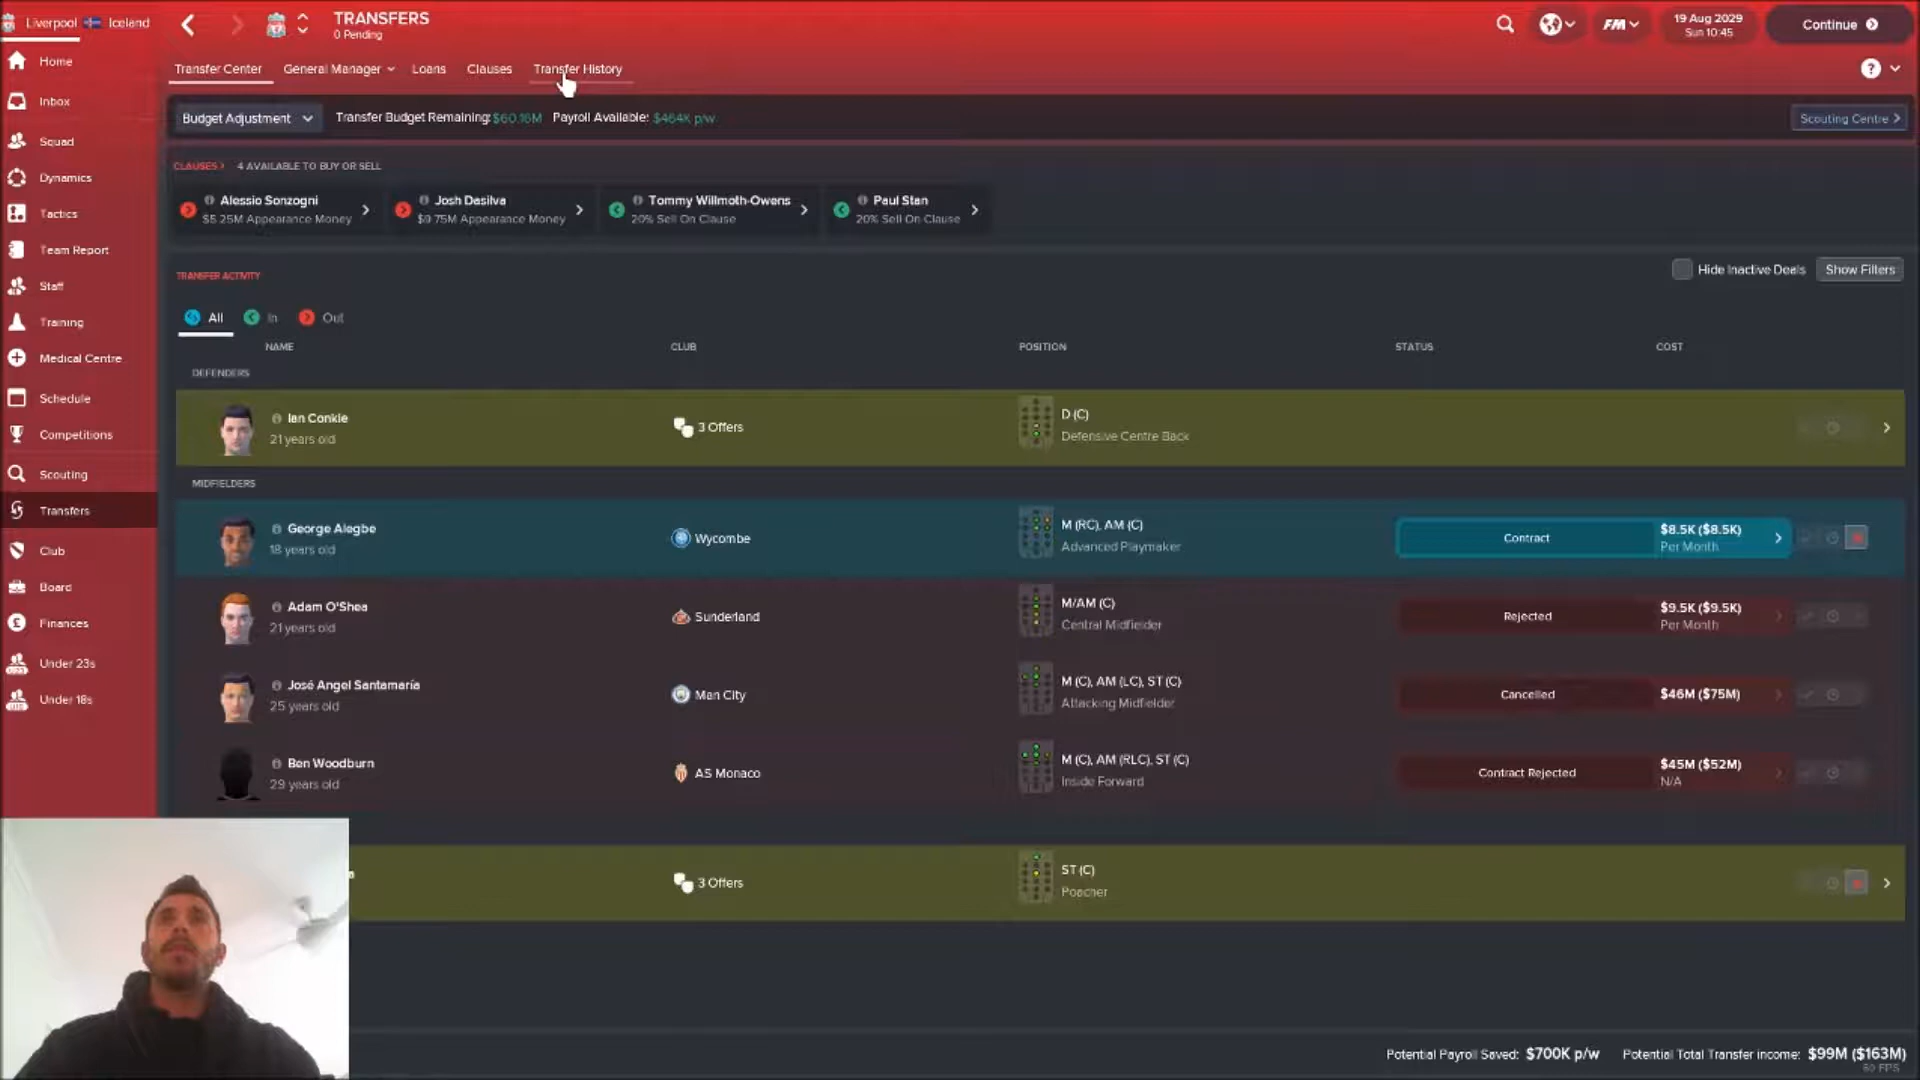 Liverpool Iceland
TRANSFERS
0 Pending
FM
19 Aug 2029
Sun 10:45
Continue
Home
Inbox
Squad
Dynamics
Tactics
Team Report
Staff
Training
Medical Centre
Schedule
Competitions
Scouting
Transfers
Club
Board
Finances
Under 23s
Under 18s
Transfer Center General Manager Loans Clauses Transfer History
Budget Adjustment Transfer Budget Remaining: $60.16M Payroll Available: $464K p/w Scouting Centre >
CLAUSES > 4 AVAILABLE TO BUY OR SELL
Alessio Sonzogni
$5.25M Appearance Money
Josh Dasilva
$9.75M Appearance Money
Tommy Willmoth-Owens
20% Sell On Clause
Paul Stan
20% Sell On Clause
TRANSFER ACTIVITY
Hide Inactive Deals Show Filters
All In Out
NAME CLUB POSITION STATUS COST
DEFENDERS
Ian Conkie
21 years old
3 Offers
D (C)
Defensive Centre Back
MIDFIELDERS
George Alegbe
18 years old
Wycombe
M (RC), AM (C)
Advanced Playmaker
Contract
$8.5K ($8.5K)
Per Month
Adam O'Shea
21 years old
Sunderland
M/AM (C)
Central Midfielder
Rejected
$9.5K ($9.5K)
Per Month
José Angel Santamaría
25 years old
Man City
M (C), AM (LC), ST (C)
Attacking Midfielder
Cancelled
$46M ($75M)
Ben Woodburn
29 years old
AS Monaco
M (C), AM (RLC), ST (C)
Inside Forward
Contract Rejected
$45M ($52M)
N/A
3 Offers
ST (C)
Poacher
Potential Payroll Saved: $700K p/w Potential Total Transfer income: $99M ($163M)
60 FPS